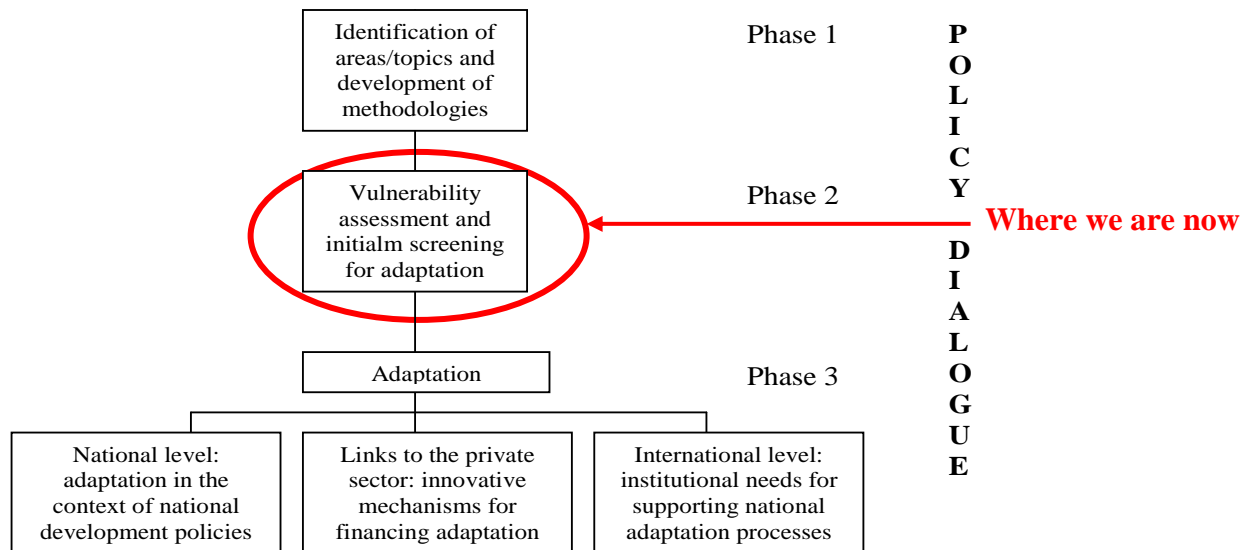 Identification of
areas/topics and
development of
methodologies
Phase 1
Vulnerability
assessment and
initialm screening
for adaptation
Phase 2
Where we are now
Adaptation
Phase 3
National level:
adaptation in the
context of national
development policies
Links to the private
sector: innovative
mechanisms for
financing adaptation
International level:
institutional needs for
supporting national
adaptation processes
POLICY DIALOGUE